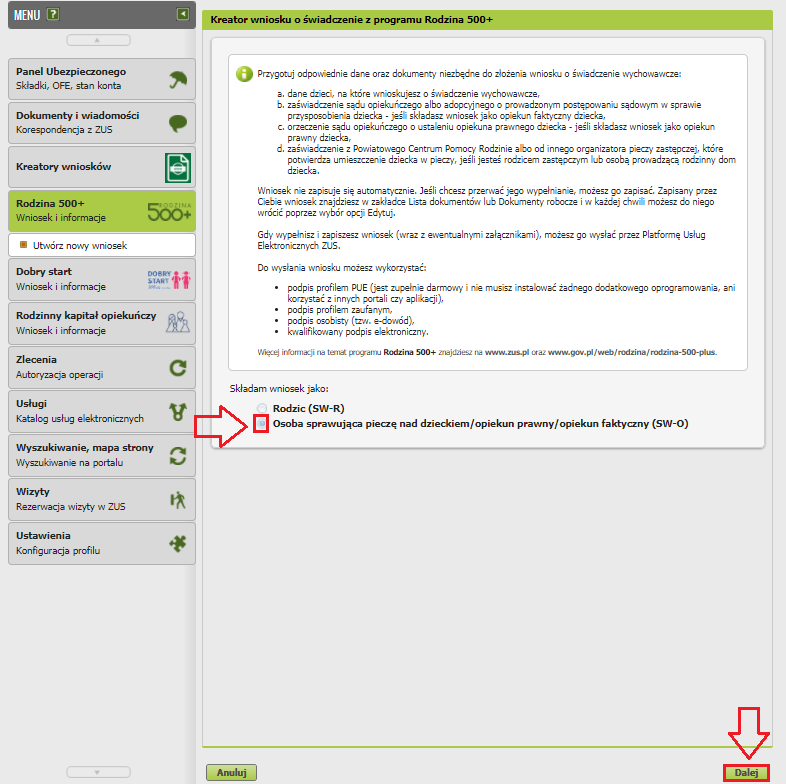 MENU ?
Kreator wniosku o świadczenie z programu Rodzina 500+
Panel Ubezpieczonego
Składki, OFE, stan konta
Dokumenty i wiadomości
Korespondencja z ZUS
Kreatory wniosków
Rodzina 500+
Wnioski i informacje
RODZINA
500+
Utwórz nowy wniosek
Dobry start
Wnioski i informacje
DOBRY
START
Rodzinny kapitał opiekuńczy
Wnioski i informacje
Zlecenia
Autoryzacja operacji
Usługi
Katalog usług elektronicznych
Wyszukiwanie, mapa strony
Wyszukiwanie na portalu
Wizyty
Rezerwacja wizyty w ZUS
Ustawienia
Konfiguracja profilu
Przygotuj odpowiednie dane oraz dokumenty niezbędne do złożenia wniosku o świadczenie wychowawcze:
a. dane dzieci, na które wnioskujesz o świadczenie wychowawcze,
b. zaświadczenie sądu opiekuńczego albo adopcyjnego o prowadzonym postępowaniu sądowym w sprawie
przysposobienia dziecka - jeśli składasz wniosek jako opiekun faktyczny dziecka,
c. orzeczenie sądu opiekuńczego o ustaleniu opiekuna prawnego dziecka - jeśli składasz wniosek jako opiekun
prawny dziecka,
d. zaświadczenie z Powiatowego Centrum Pomocy Rodzinie albo od innego organizatora pieczy zastępczej, które
potwierdza umieszczenie dziecka w pieczy, jeśli jesteś rodzicem zastępczym lub osobą prowadzącą rodzinny dom
dziecka.
Wniosek nie zapisuje się automatycznie. Jeśli chcesz przerwać jego wypełnianie, możesz go zapisać. Zapisany przez
Ciebie wniosek znajdziesz w zakładce Lista dokumentów lub Dokumenty robocze i w każdej chwili możesz do niego
wrócić poprzez wybór opcji Edytuj.
Gdy wypełnisz i zapiszesz wniosek (wraz z ewentualnymi załącznikami), możesz go wysłać przez Platformę Usług
Elektronicznych ZUS.
Do wysłania wniosku możesz wykorzystać:
• podpis profilem PUE (jest zupełnie darmowy i nie musisz instalować żadnego dodatkowego oprogramowania, ani
korzystać z innych portali czy aplikacji),
• podpis profilem zaufanym,
• podpis osobisty (tzw. e-dowód),
• kwalifikowany podpis elektroniczny.
Więcej informacji na temat programu Rodzina 500+ znajdziesz na www.zus.pl oraz www.gov.pl/web/rodzina/rodzina-500-plus.
Składam wniosek jako:
Rodzic (SW-R)
Osoba sprawująca pieczę nad dzieckiem/opiekun prawny/opiekun faktyczny (SW-O)
Anuluj
Dalej